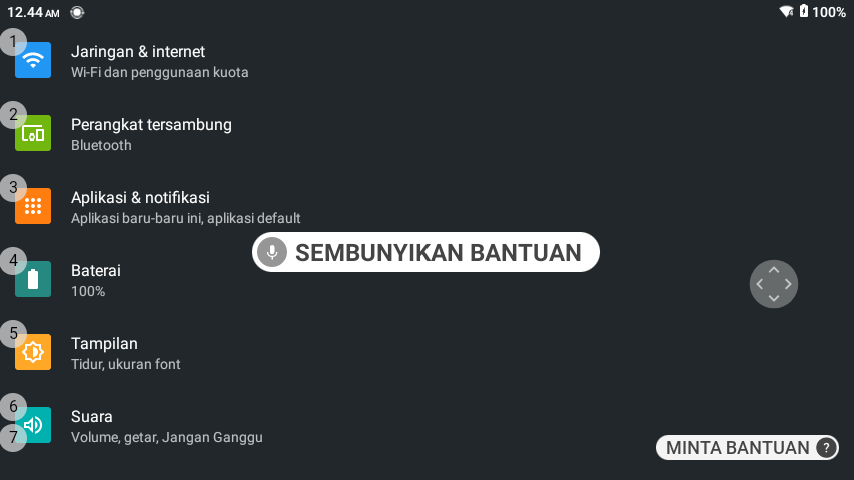 12.44 AM
100%
1
Jaringan & internet
Wi-Fi dan penggunaan kuota
2
Perangkat tersambung
Bluetooth
3
Aplikasi & notifikasi
Aplikasi baru-baru ini, aplikasi default
SEMBUNYIKAN BANTUAN
4
Baterai
100%
5
Tampilan
Tidur, ukuran font
6
Suara
7
Volume, getar, Jangan Ganggu
MINTA BANTUAN ?